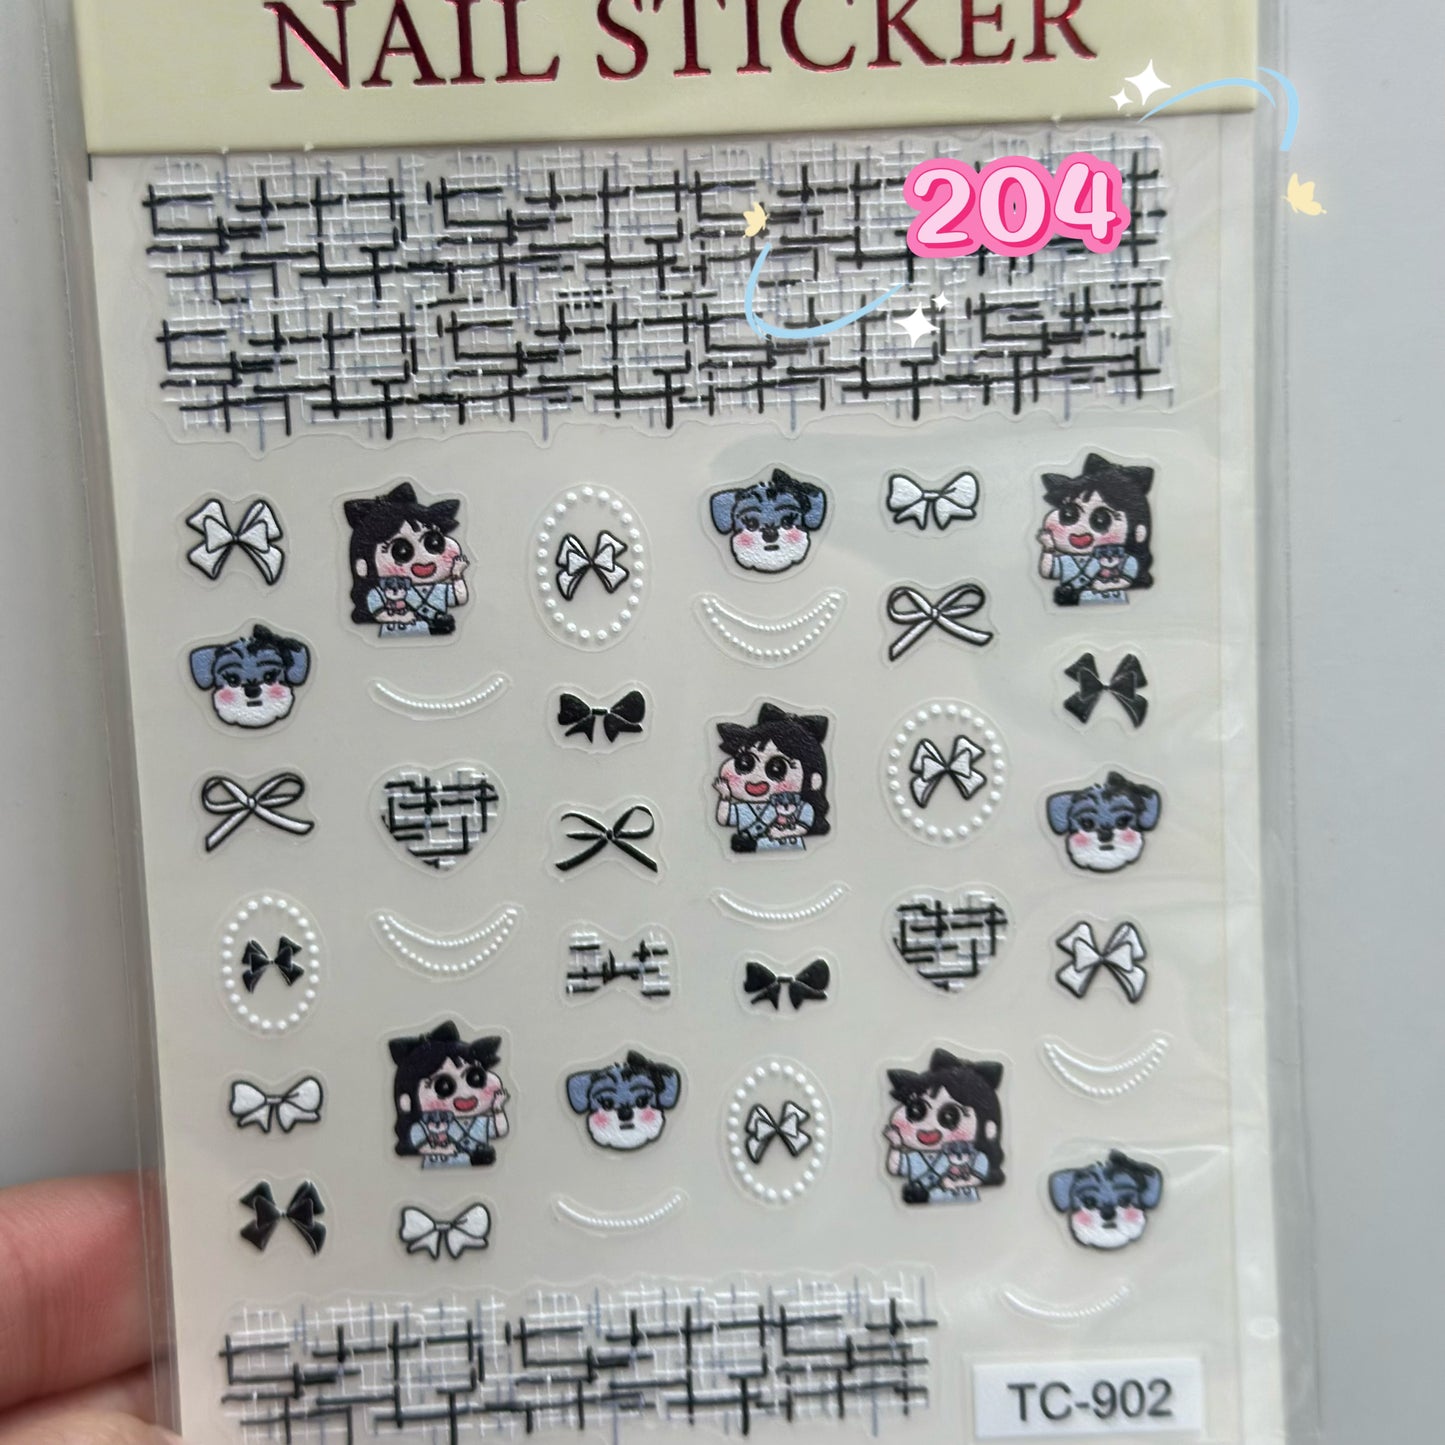 NAIL STICKER
204
TC-902